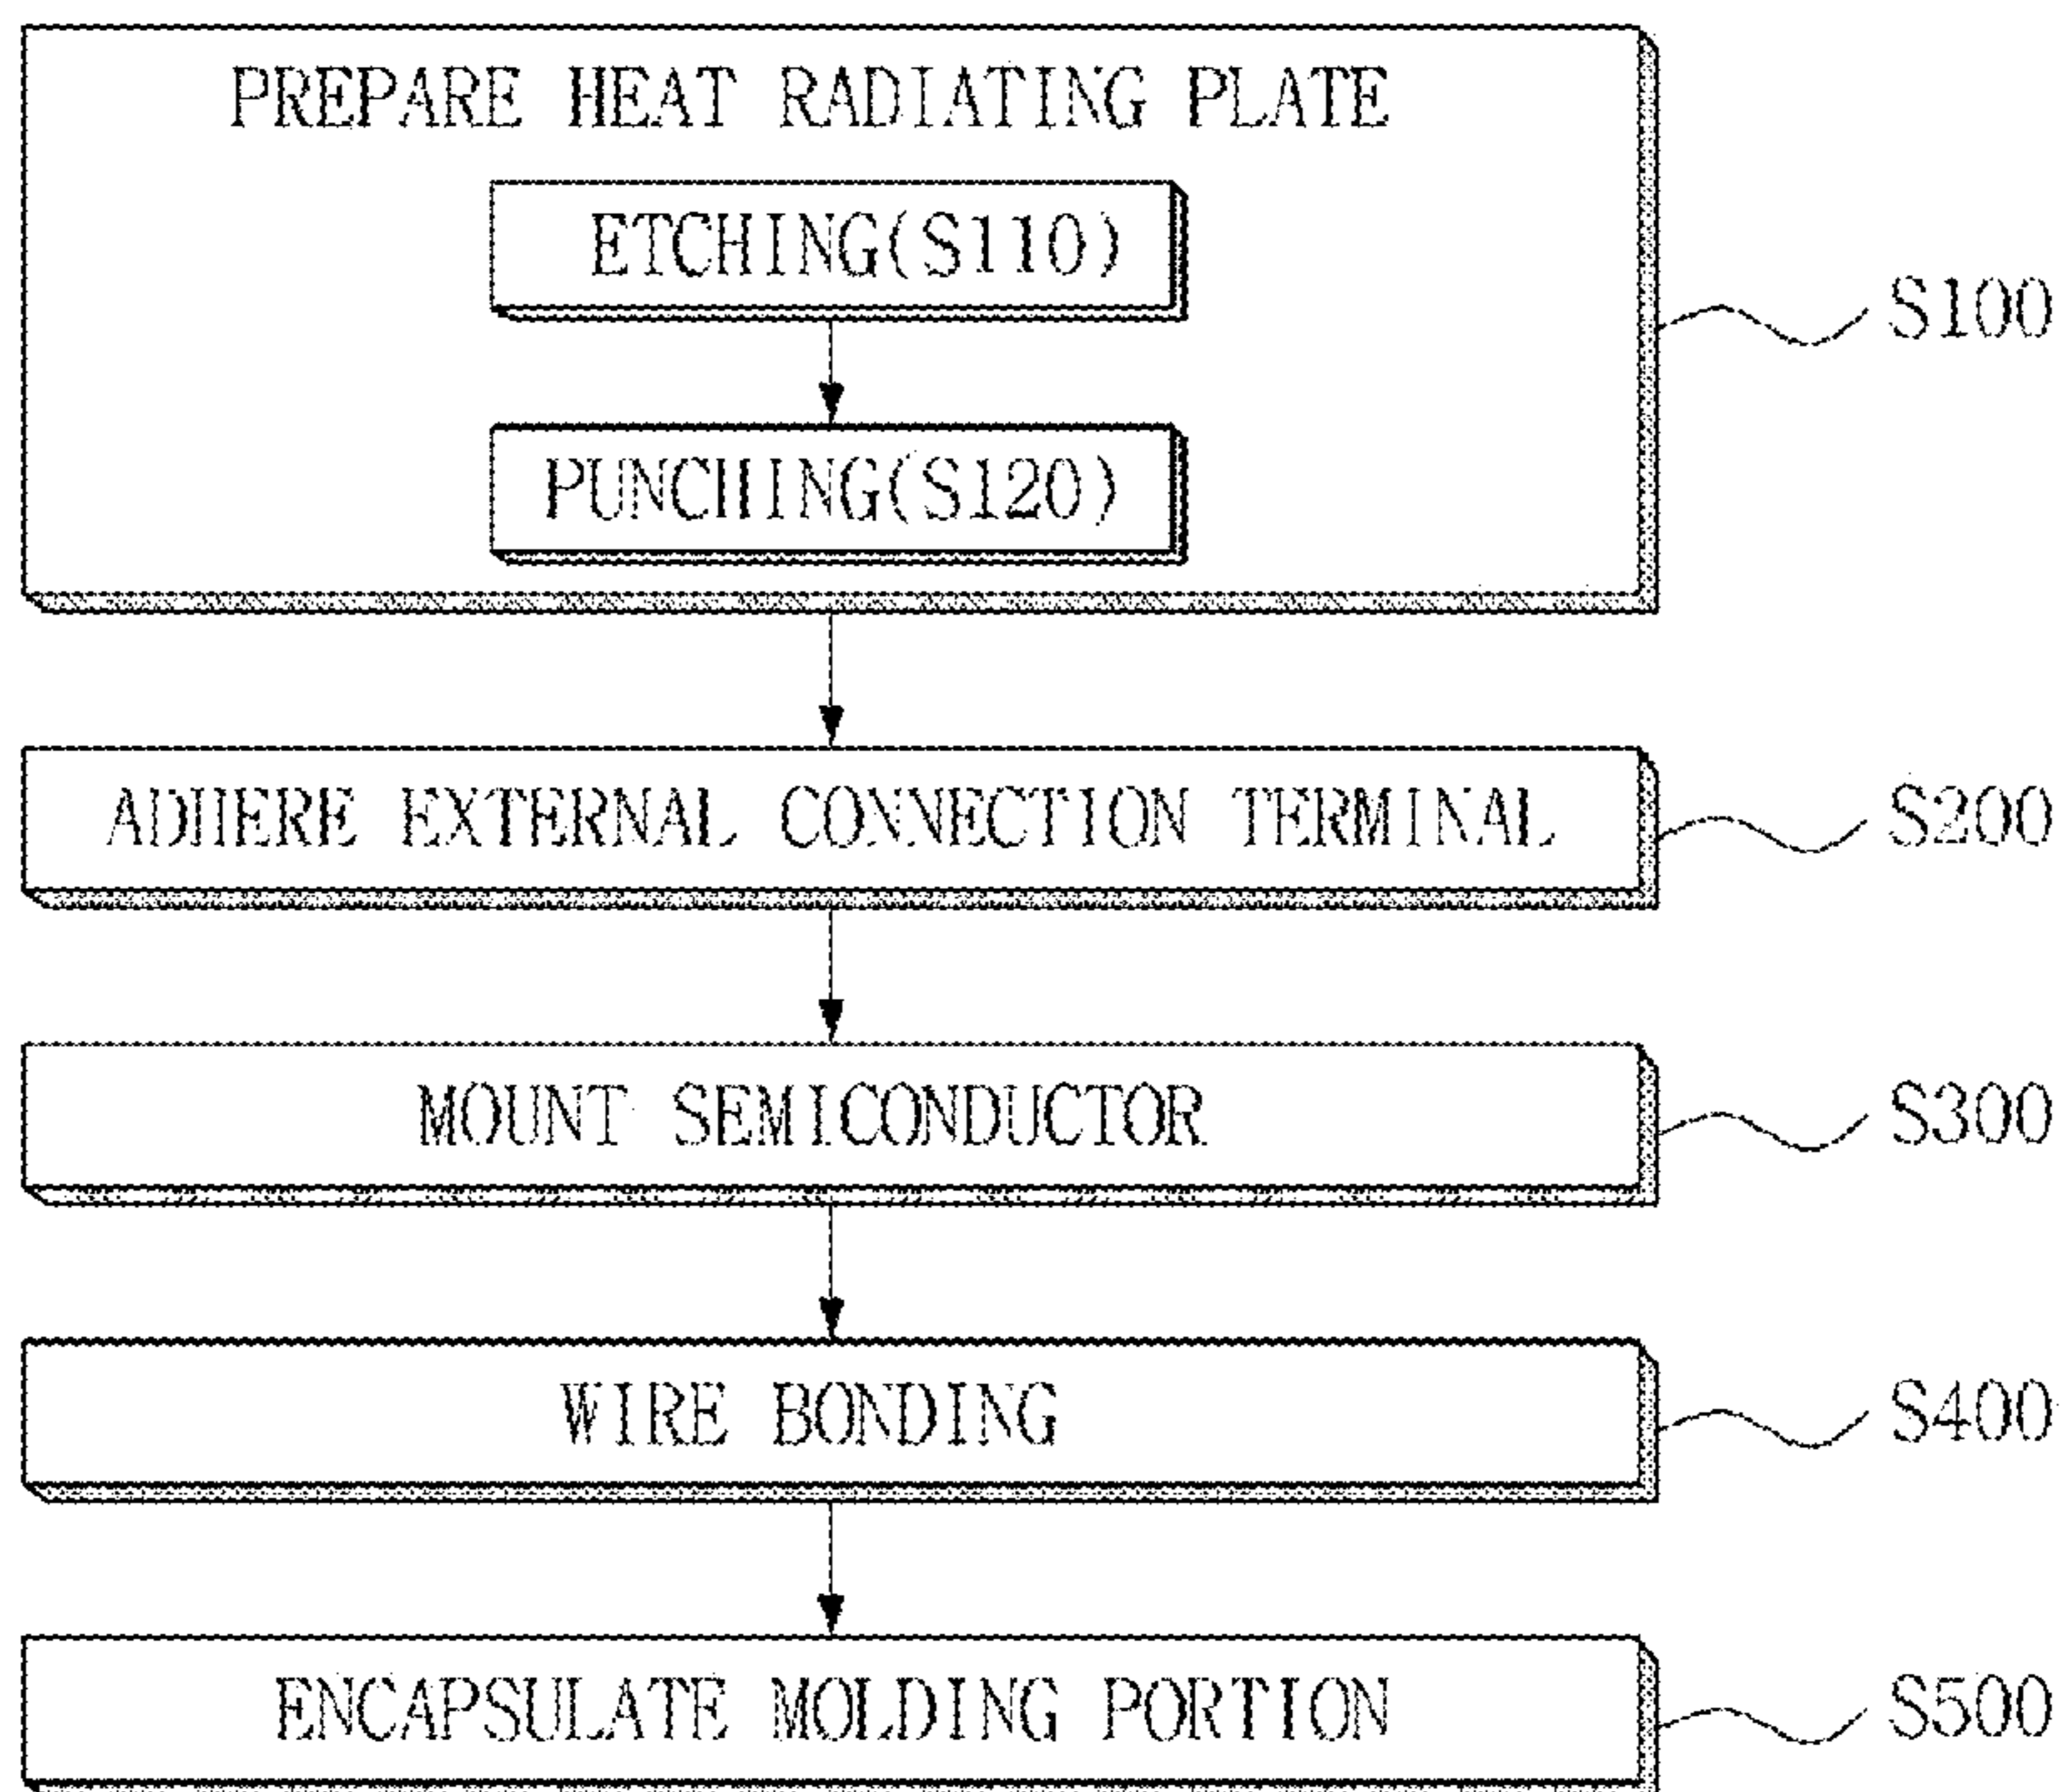 PREPARE HEAT RADIATING PLATE
ETCHING(S110)
S100
PUNCHING(S120)
ADHERE EXTERNAL CONNECTION TERMINAL
S200
MOUNT SEMICONDUCTOR
S300
WIRE BONDING
S400
ENCAPSULATE MOLDING PORTION
S500